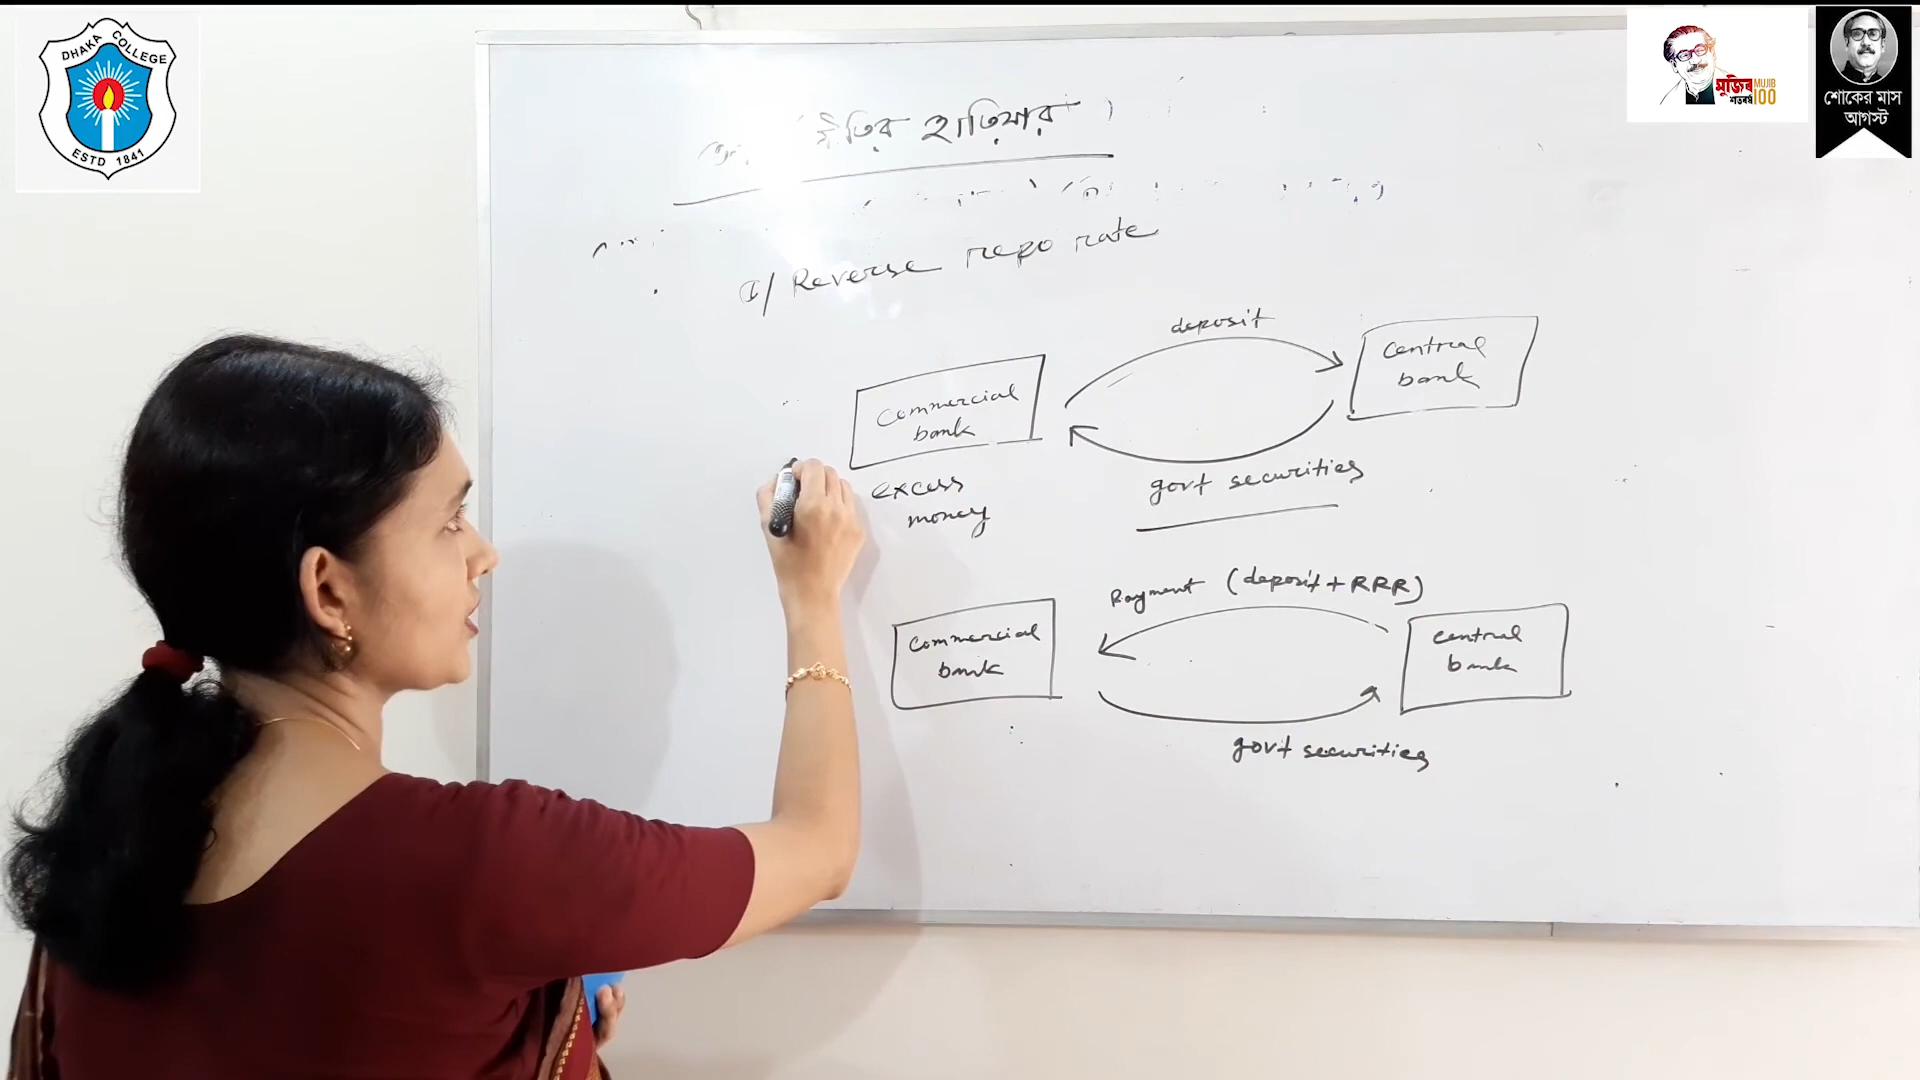 DHAKA COLLEGE
ESTD 1841
মুজিব
শতবর্ষ
MUJIB
100
শোকের মাস
আগস্ট
হাতিয়ার
Reverse repo rate
deposit
Commercial
bank
Central
bank
excess
money
govt securities
Payment (deposit + RRR)
Commercial
bank
Central
bank
govt securities